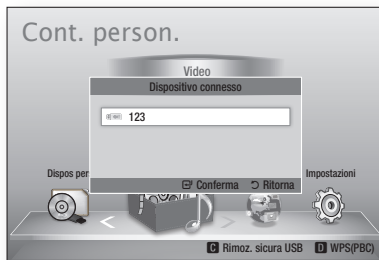 Cont. person.
Video
Dispositivo connesso
123
Conferma Ritorna
Dispos per
Impostazioni
C Rimoz. sicura USB D WPS(PBC)